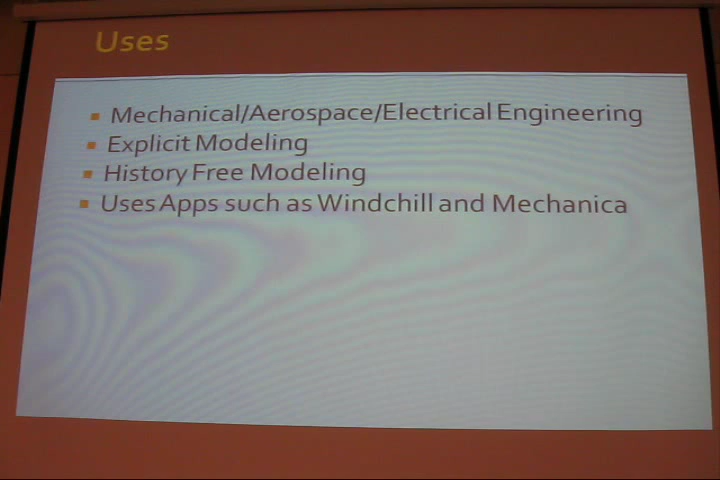 Uses
Mechanical/Aerospace/Electrical Engineering
Explicit Modeling
History Free Modeling
Uses Apps such as Windchill and Mechanica